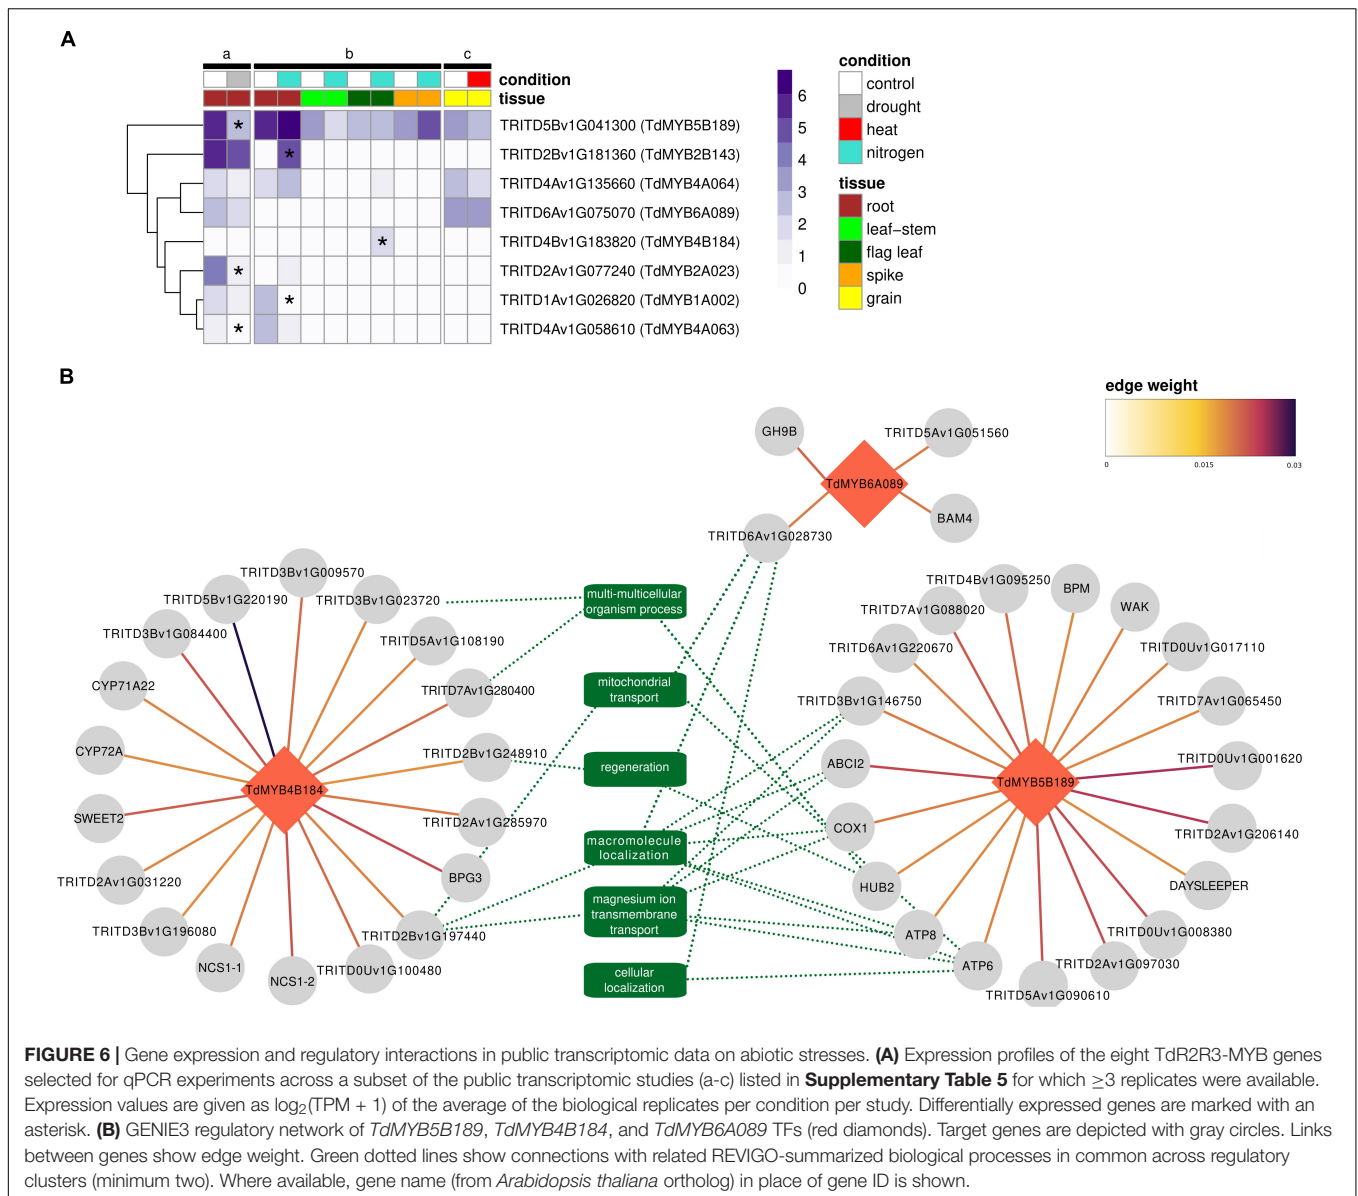 A
a
b
c
condition
tissue
TRITD5Bv1G041300 (TdMYB5B189)
TRITD2Bv1G181360 (TdMYB2B143)
TRITD4Av1G135660 (TdMYB4A064)
TRITD6Av1G075070 (TdMYB6A089)
TRITD4Bv1G183820 (TdMYB4B184)
TRITD2Av1G077240 (TdMYB2A023)
TRITD1Av1G026820 (TdMYB1A002)
TRITD4Av1G058610 (TdMYB4A063)
*
*
*
*
*
*
6
5
4
3
2
1
0
condition
control
drought
heat
nitrogen
tissue
root
leaf-stem
flag leaf
spike
grain
B
edge weight
0
0.015
0.03
GH9B
TRITD5Av1G051560
TdMYB6A089
BAM4
TRITD6Av1G028730
TRITD3Bv1G009570
TRITD5Bv1G220190
TRITD3Bv1G023720
TRITD3Bv1G084400
TRITD5Av1G108190
CYP71A22
TRITD7Av1G280400
CYP72A
TRITD2Bv1G248910
TdMYB4B184
SWEET2
TRITD2Av1G285970
TRITD2Av1G031220
BPG3
TRITD3Bv1G196080
TRITD2Bv1G197440
NCS1-1
NCS1-2
TRITD0Uv1G100480
multi-multicellular
organism process
mitochondrial
transport
regeneration
macromolecule
localization
magnesium ion
transmembrane
transport
cellular
localization
TRITD4Bv1G095250
BPM
WAK
TRITD7Av1G088020
TRITD6Av1G220670
TRITD0Uv1G017110
TRITD3Bv1G146750
TRITD7Av1G065450
ABCI2
TRITD0Uv1G001620
TdMYB5B189
COX1
TRITD2Av1G206140
HUB2
DAYSLEEPER
ATP8
TRITD0Uv1G008380
ATP6
TRITD2Av1G097030
TRITD5Av1G090610
FIGURE 6 | Gene expression and regulatory interactions in public transcriptomic data on abiotic stresses. (A) Expression profiles of the eight TdR2R3-MYB genes
selected for qPCR experiments across a subset of the public transcriptomic studies (a-c) listed in Supplementary Table 5 for which ≥3 replicates were available.
Expression values are given as log2(TPM + 1) of the average of the biological replicates per condition per study. Differentially expressed genes are marked with an
asterisk. (B) GENIE3 regulatory network of TdMYB5B189, TdMYB4B184, and TdMYB6A089 TFs (red diamonds). Target genes are depicted with gray circles. Links
between genes show edge weight. Green dotted lines show connections with related REVIGO-summarized biological processes in common across regulatory
clusters (minimum two). Where available, gene name (from Arabidopsis thaliana ortholog) in place of gene ID is shown.